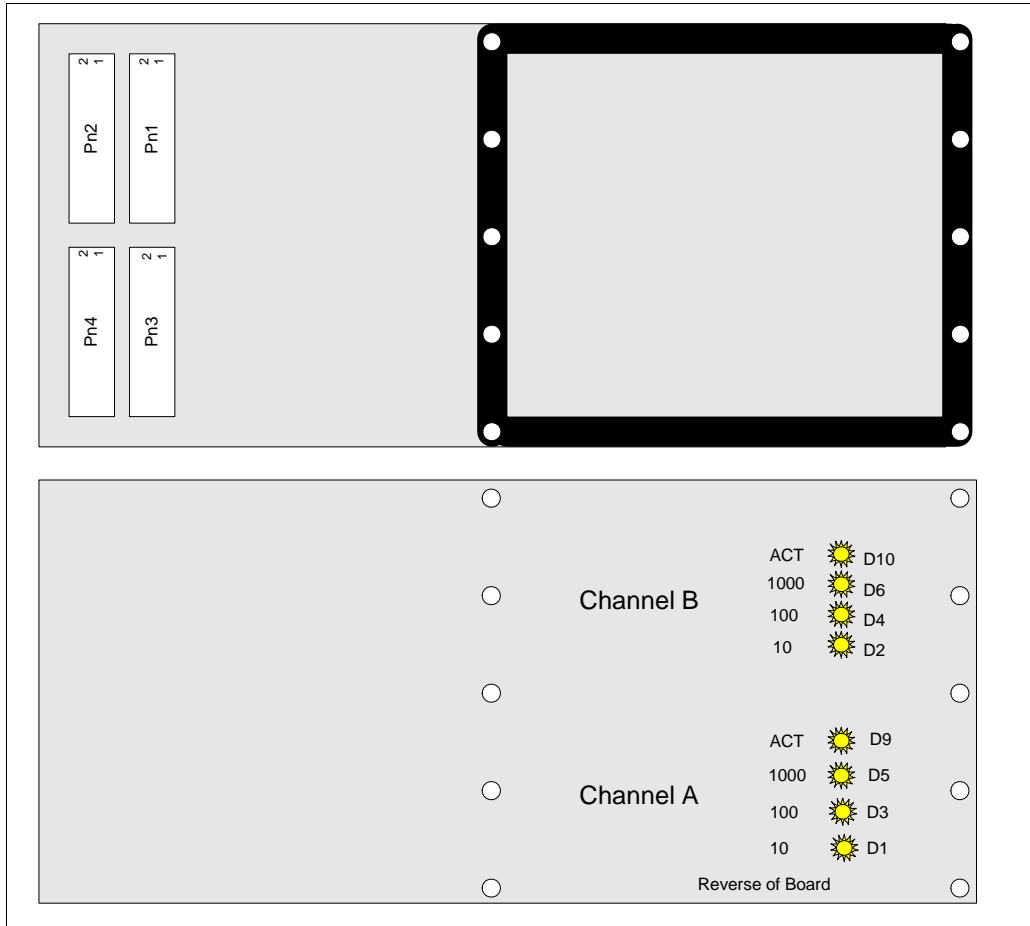 2 1 2 1
Pn2 Pn1
2 1 2 1
Pn4 Pn3
ACT D10
1000 D6
Channel B
100 D4
10 D2
ACT D9
1000 D5
Channel A
100 D3
10 D1
Reverse of Board